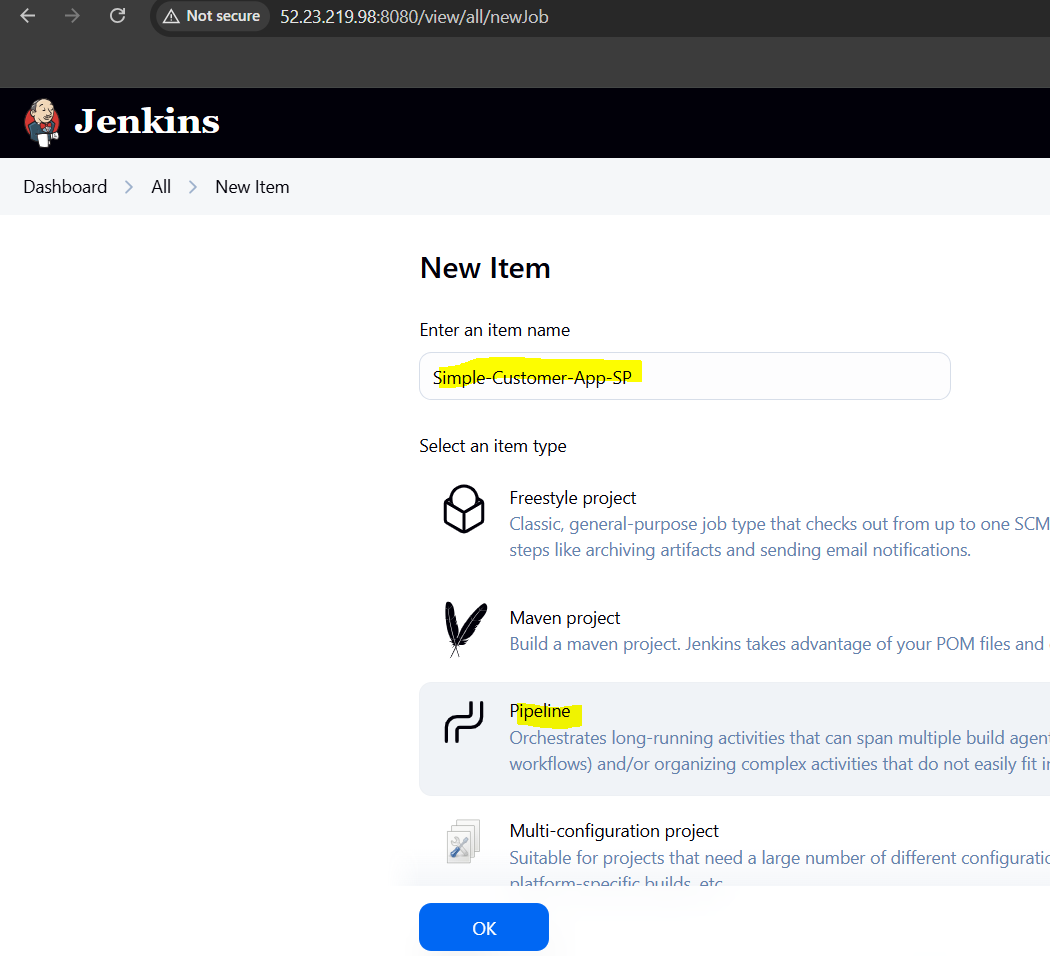 Not secure 52.23.219.98:8080/view/all/newJob
Jenkins
Dashboard All New Item
New Item
Enter an item name
Simple-Customer-App-SP
Select an item type
Freestyle project
Classic, general-purpose job type that checks out from up to one SCM
steps like archiving artifacts and sending email notifications.
Maven project
Build a maven project. Jenkins takes advantage of your POM files and
Pipeline
Orchestrates long-running activities that can span multiple build agent
workflows) and/or organizing complex activities that do not easily fit in
Multi-configuration project
Suitable for projects that need a large number of different configuratio
platform-specific builds, etc.
OK